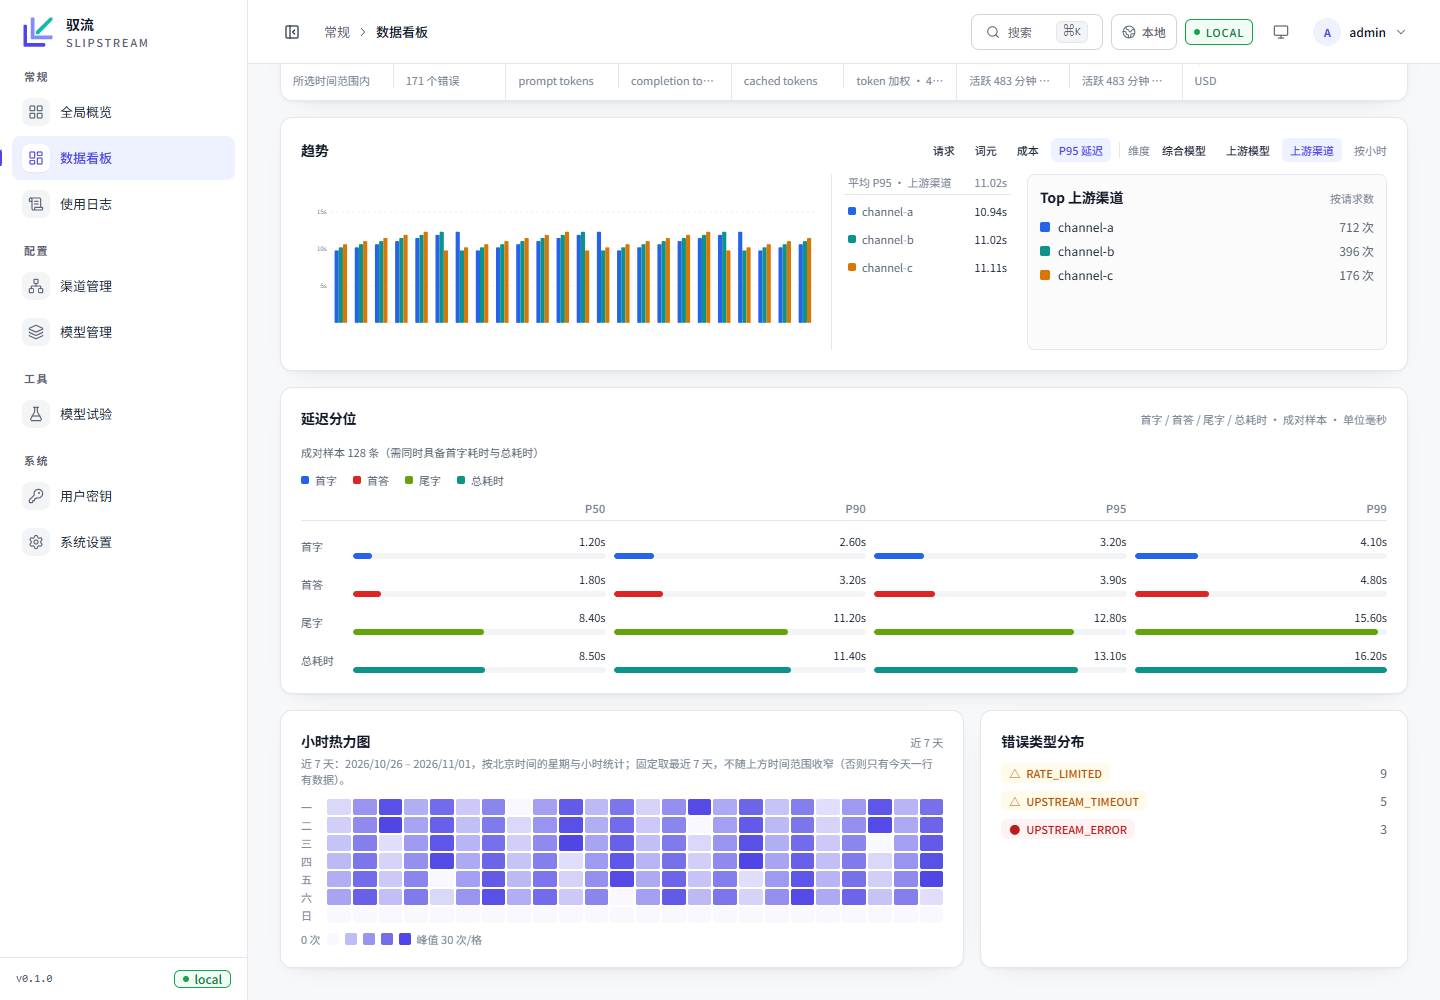 驭流
SLIPSTREAM
常规
全局概览
数据看板
使用日志
配置
渠道管理
模型管理
工具
模型试验
系统
用户密钥
系统设置
v0.1.0
local
常规 > 数据看板
搜索 ⌘K
本地
LOCAL
A admin
所选时间范围内
171 个错误
prompt tokens
completion to···
cached tokens
token 加权 · 4···
活跃 483 分钟 ···
活跃 483 分钟 ···
USD
趋势
请求 词元 成本 P95 延迟 维度 综合模型 上游模型 上游渠道 按小时
15s
10s
5s
平均 P95 · 上游渠道 11.02s
channel-a 10.94s
channel-b 11.02s
channel-c 11.11s
Top 上游渠道 按请求数
channel-a 712 次
channel-b 396 次
channel-c 176 次
延迟分位 首字 / 首答 / 尾字 / 总耗时 · 成对样本 · 单位毫秒
成对样本 128 条（需同时具备首字耗时与总耗时）
首字 首答 尾字 总耗时
P50 P90 P95 P99
首字 1.20s 2.60s 3.20s 4.10s
首答 1.80s 3.20s 3.90s 4.80s
尾字 8.40s 11.20s 12.80s 15.60s
总耗时 8.50s 11.40s 13.10s 16.20s
小时热力图 近 7 天
近 7 天：2026/10/26 – 2026/11/01，按北京时间的星期与小时统计；固定取最近 7 天，不随上方时间范围收窄（否则只有今天一行
有数据）。
一
二
三
四
五
六
日
0 次 峰值 30 次/格
错误类型分布
RATE_LIMITED 9
UPSTREAM_TIMEOUT 5
UPSTREAM_ERROR 3